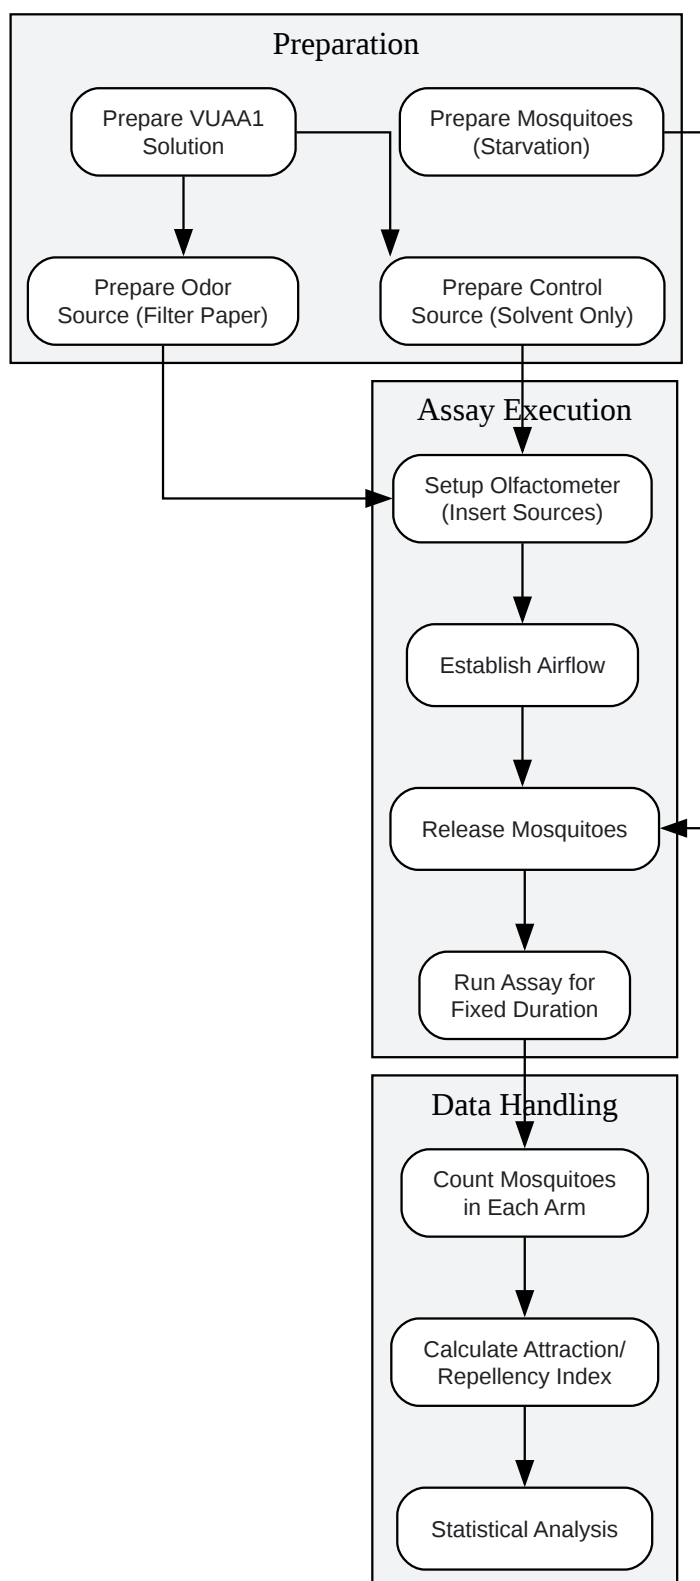 Preparation
Prepare VUAA1
Solution
Prepare Mosquitoes
(Starvation)
Prepare Odor
Source (Filter Paper)
Prepare Control
Source (Solvent Only)
Assay Execution
Setup Olfactometer
(Insert Sources)
Establish Airflow
Release Mosquitoes
Run Assay for
Fixed Duration
Data Handling
Count Mosquitoes
in Each Arm
Calculate Attraction/
Repellency Index
Statistical Analysis